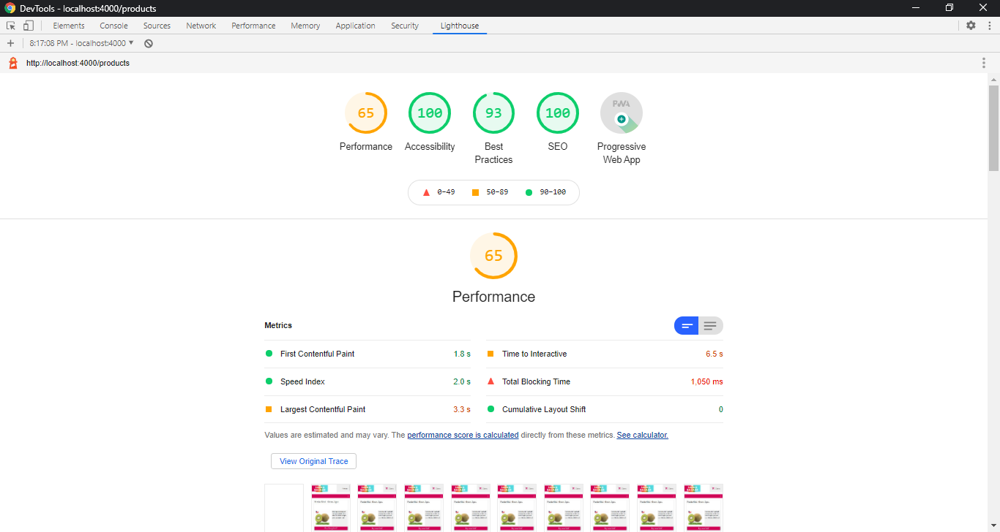 DevTools - localhost:4000/products
Elements Console Sources Network Performance Memory Application Security Lighthouse
8:17:08 PM - localhost:4000
http://localhost:4000/products
65 100 93 100 PWA
Performance Accessibility Best Practices SEO Progressive Web App
0–49 50–89 90–100
65
Performance
Metrics
First Contentful Paint 1.8 s
Time to Interactive 6.5 s
Speed Index 2.0 s
Total Blocking Time 1,050 ms
Largest Contentful Paint 3.3 s
Cumulative Layout Shift 0
Values are estimated and may vary. The performance score is calculated directly from these metrics. See calculator.
View Original Trace